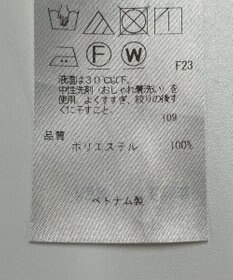 F W F23
液温は30℃以下。
中性洗剤（おしゃれ着洗い）を
使用、よくすすぎ、絞りの後す
ぐに干すこと。
109
品質
ポリエステル 100%
ベトナム製